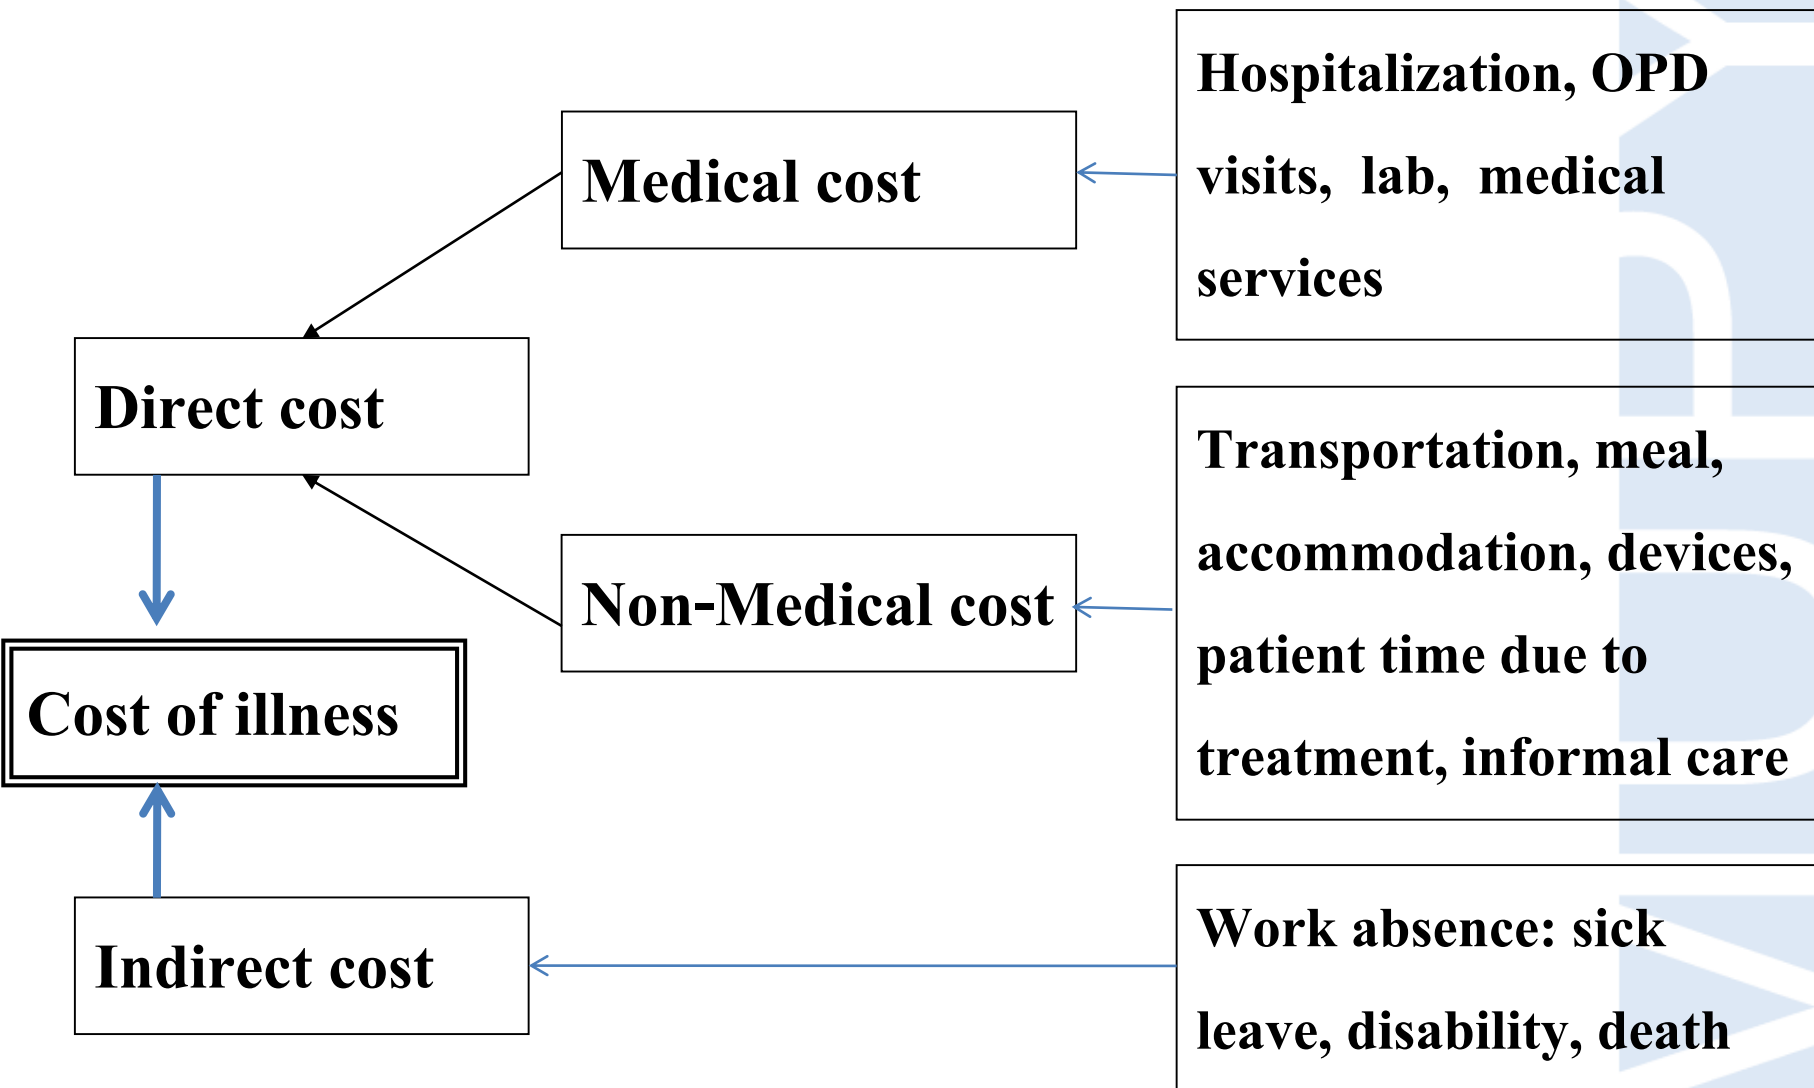 Hospitalization, OPD
visits, lab, medical
services
Medical cost
Direct cost
Transportation, meal,
accommodation, devices,
patient time due to
treatment, informal care
Non-Medical cost
Cost of illness
Work absence: sick
leave, disability, death
Indirect cost